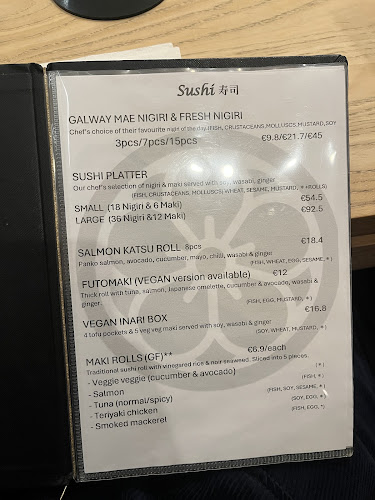 Sushi 寿司
GALWAY MAE NIGIRI & FRESH NIGIRI
Chef's choice of their favourite nigiri of the day (FISH, CRUSTACEANS, MOLLUSCS, MUSTARD, SOY
3pcs/7pcs/15pcs €9.8/€21.7/€45
SUSHI PLATTER
Our chef's selection of nigiri & maki served with soy, wasabi, ginger
(FISH, CRUSTACEANS, MOLLUSCS, WHEAT, SESAME, MUSTARD, + ROLLS)
SMALL (18 Nigiri & 6 Maki) €54.5
LARGE (36 Nigiri & 12 Maki) €92.5
SALMON KATSU ROLL 8pcs €18.4
Panko salmon, avocado, cucumber, mayo, chilli, wasabi & ginger
(FISH, WHEAT, EGG, SESAME, *)
FUTOMAKI (VEGAN version available) €12
Thick roll with tuna, salmon, Japanese omelette, cucumber & avocado, wasabi &
ginger.
(FISH, EGG, MUSTARD, *)
VEGAN INARI BOX €16.8
4 tofu pockets & 5 veg veg maki served with soy, wasabi & ginger
(SOY, WHEAT, MUSTARD, *)
MAKI ROLLS (GF)** €6.9/each
Traditional sushi roll with vinegared rice & nori seaweed. Sliced into 5 pieces.
- Veggie veggie (cucumber & avocado) (*)
- Salmon (FISH, *)
- Tuna (normal/spicy) (FISH, SOY, SESAME, *)
- Teriyaki chicken (SOY, EGG, *)
- Smoked mackerel (FISH, EGG, *)